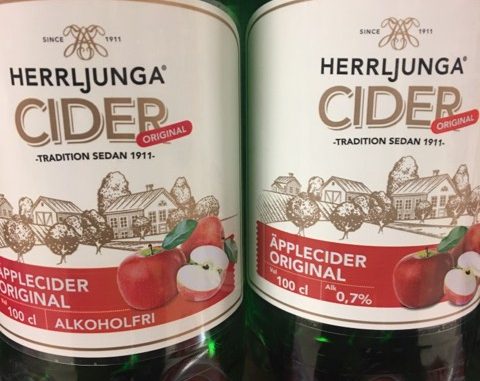 SINCE 1911
HERRLJUNGA®
CIDER
ORIGINAL
-TRADITION SEDAN 1911-
ÄPPLECIDER
ORIGINAL
Vol
100 cl
ALKOHOLFRI
SINCE 1911
HERRLJUNGA®
CIDER
ORIGINAL
-TRADITION SEDAN 1911-
ÄPPLECIDER
ORIGINAL
Vol
100 cl
Alk
0,7%